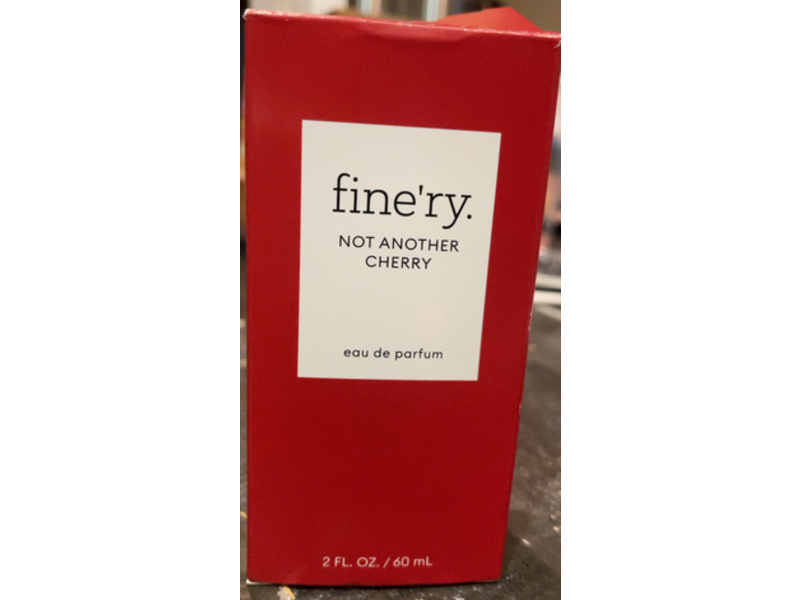 fine'ry.
NOT ANOTHER
CHERRY
eau de parfum
2 FL. OZ. / 60 mL